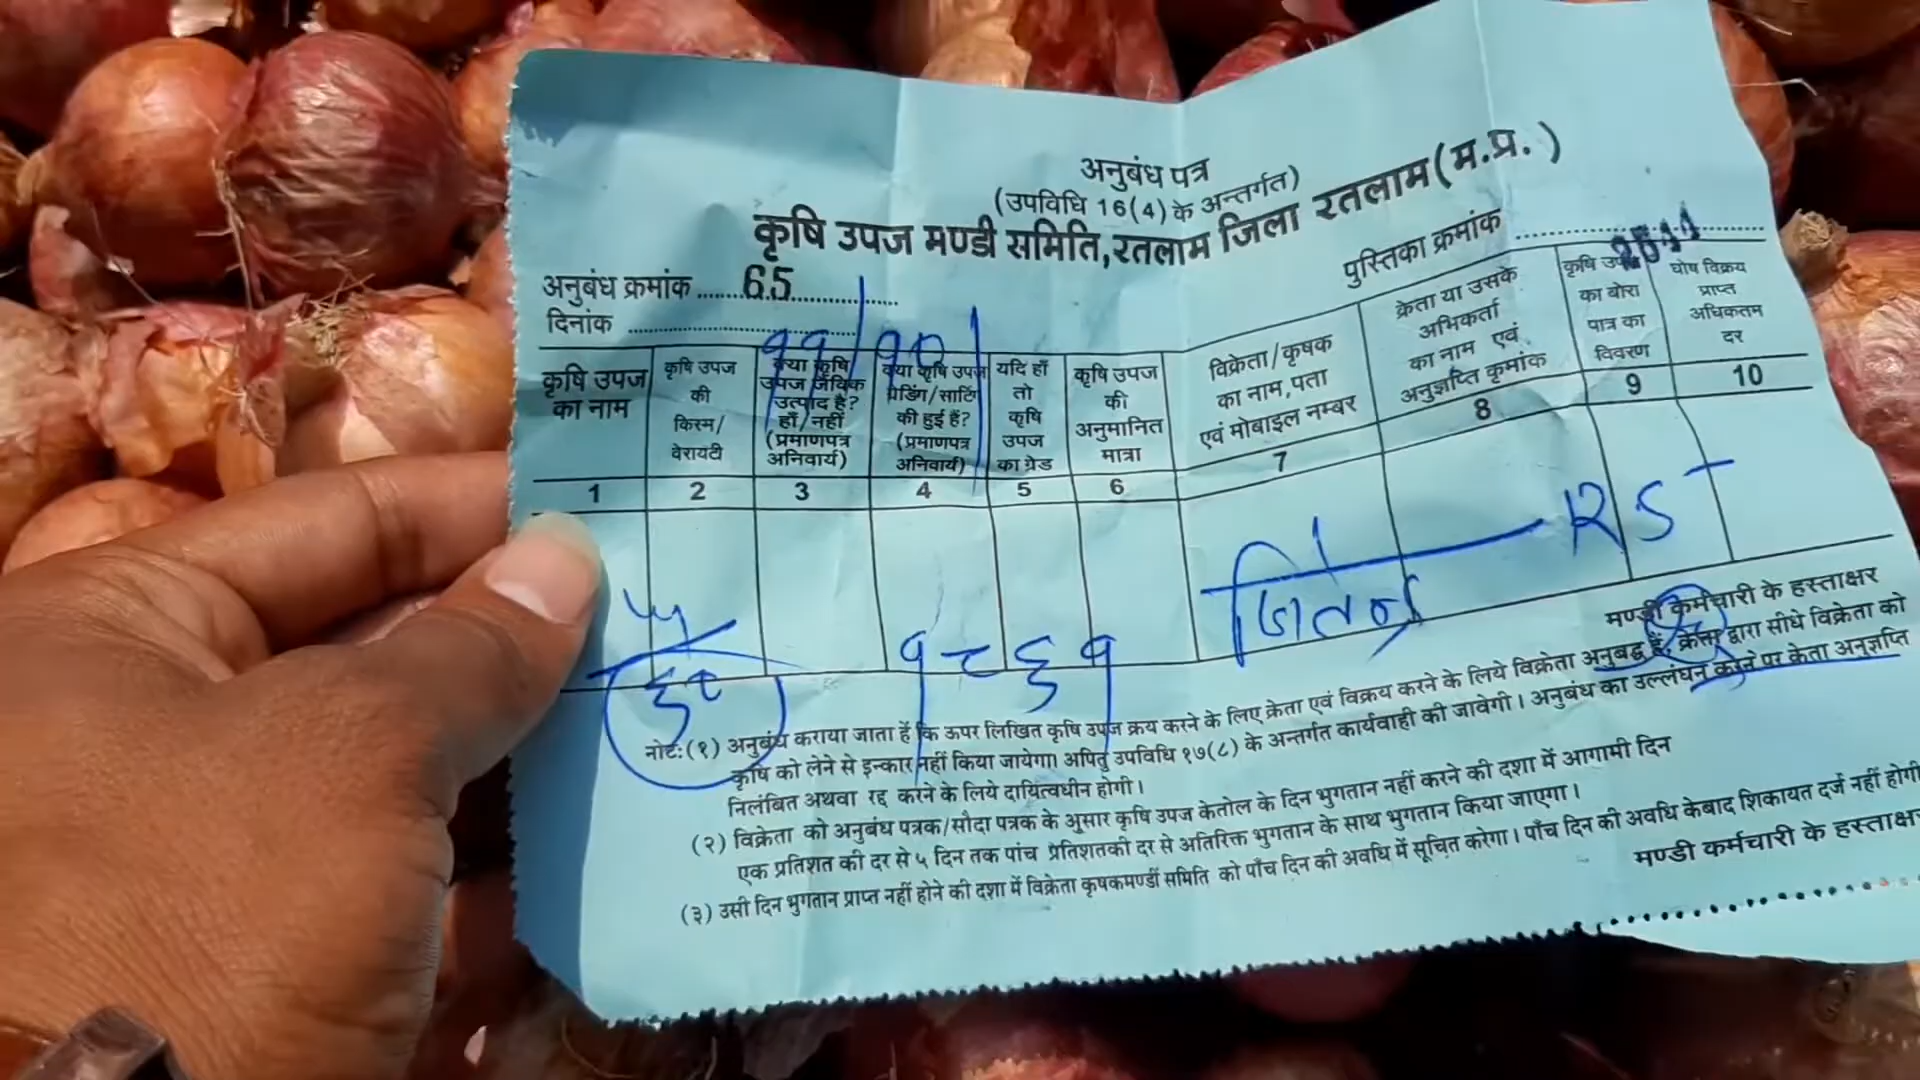 अनुबंध पत्र
(उपविधि 16(4) के अन्तर्गत)
कृषि उपज मण्डी समिति,रतलाम जिला रतलाम(म.प्र.)
अनुबंध क्रमांक ..... 65 .....
पुस्तिका क्रमांक .....
दिनांक ..... ११/१०/
कृषि उपज का नाम
कृषि उपज की किस्म/ वेरायटी
क्या कृषि उपज जैविक उत्पाद है? हाँ/नहीं (प्रमाणपत्र अनिवार्य)
क्या कृषि उपज ग्रेडिंग/सार्टिंग की हुई हैं? (प्रमाणपत्र अनिवार्य)
यदि हाँ तो कृषि उपज का ग्रेड
कृषि उपज की अनुमानित मात्रा
विक्रेता/कृषक का नाम,पता एवं मोबाइल नम्बर
क्रेता या उसके अभिकर्ता का नाम एवं अनुज्ञप्ति क्रमांक
कृषि उपज का बोरा पात्र का विवरण
घोष विक्रय प्राप्त अधिकतम दर
1 2 3 4 5 6 7 8 9 10
जितेन्द्र
मण्डी कर्मचारी के हस्ताक्षर
नोटः(१) अनुबंध कराया जाता हैं कि ऊपर लिखित कृषि उपज क्रय करने के लिए क्रेता एवं विक्रय करने के लिये विक्रेता अनुबद्ध हैं, क्रेता द्वारा सीधे विक्रेता को
कृषि को लेने से इन्कार नहीं किया जायेगा। अपितु उपविधि १७(८) के अन्तर्गत कार्यवाही की जावेगी। अनुबंध का उल्लंघन करने पर केता अनुज्ञप्ति
निलंबित अथवा रद्द करने के लिये दायित्वधीन होगी।
(२) विक्रेता को अनुबंध पत्रक/सौदा पत्रक के अुसार कृषि उपज केतोल के दिन भुगतान नहीं करने की दशा में आगामी दिन
एक प्रतिशत की दर से ५ दिन तक पांच प्रतिशतकी दर से अतिरिक्त भुगतान के साथ भुगतान किया जाएगा।
(३) उसी दिन भुगतान प्राप्त नहीं होने की दशा में विक्रेता कृषकमण्डीं समिति को पाँच दिन की अवधि में सूचित करेगा। पाँच दिन की अवधि केबाद शिकायत दर्ज नहीं होगी
मण्डी कर्मचारी के हस्ताक्षर